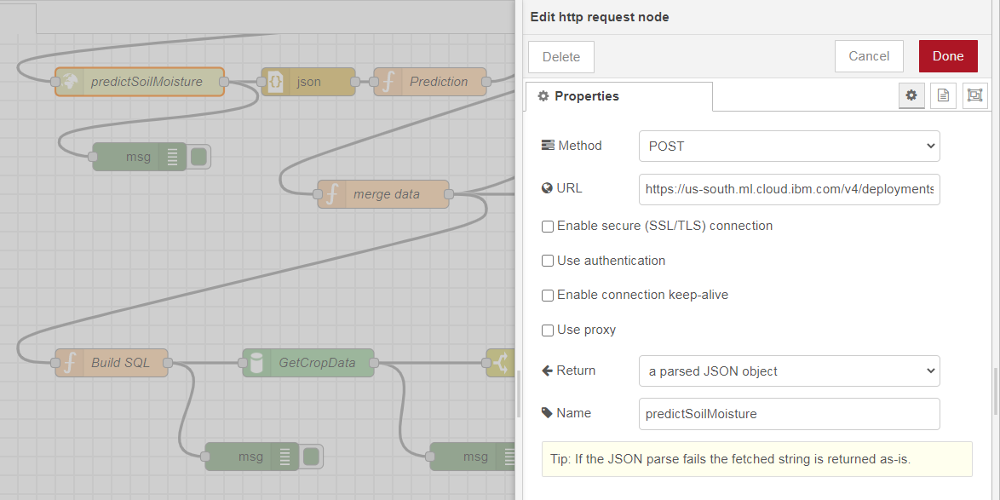 Edit http request node
Delete
Cancel
Done
Properties
Method
POST
URL
https://us-south.ml.cloud.ibm.com/v4/deployments
Enable secure (SSL/TLS) connection
Use authentication
Enable connection keep-alive
Use proxy
Return
a parsed JSON object
Name
predictSoilMoisture
Tip: If the JSON parse fails the fetched string is returned as-is.
predictSoilMoisture
json
Prediction
msg
merge data
Build SQL
GetCropData
msg
msg